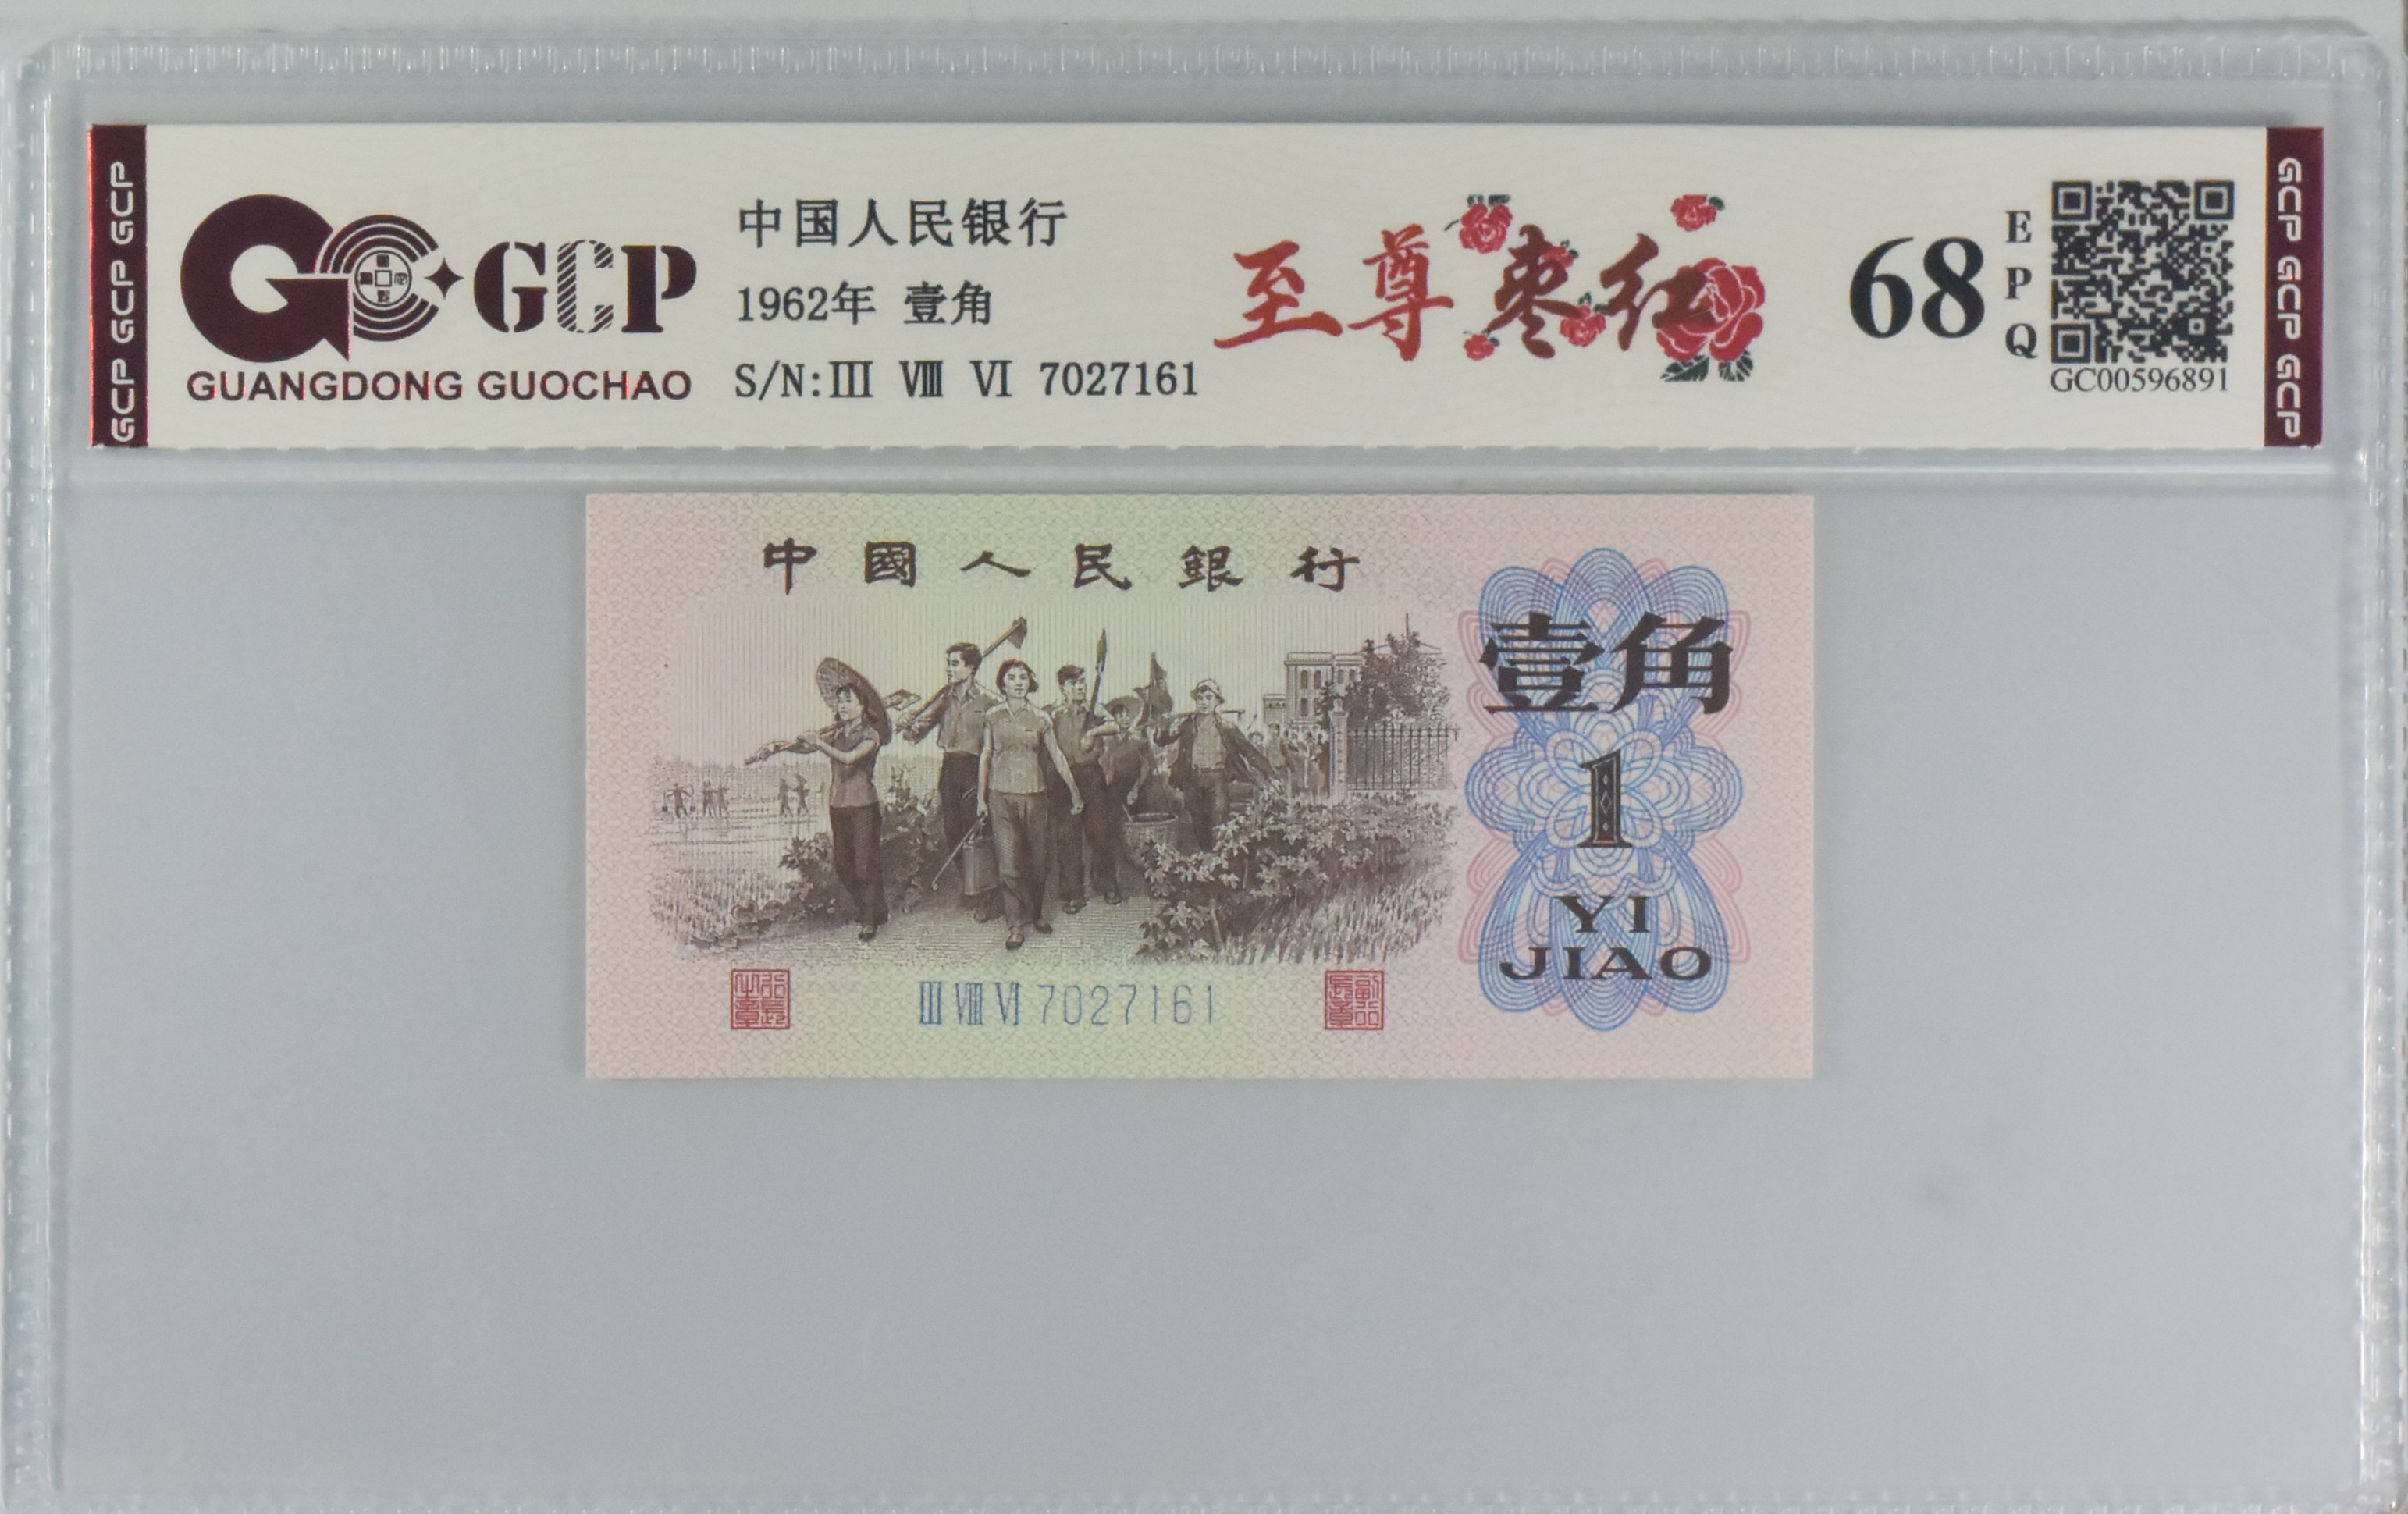 GCP GCP GCP
GCP
GUANGDONG GUOCHAO
中国人民银行
1962年 壹角
S/N:Ⅲ Ⅷ Ⅵ 7027161
至尊枣红
68
EPQ
GC00596891
GCP GCP GCP
中國人民銀行
壹角
1
YI
JIAO
Ⅲ Ⅷ Ⅵ 7027161